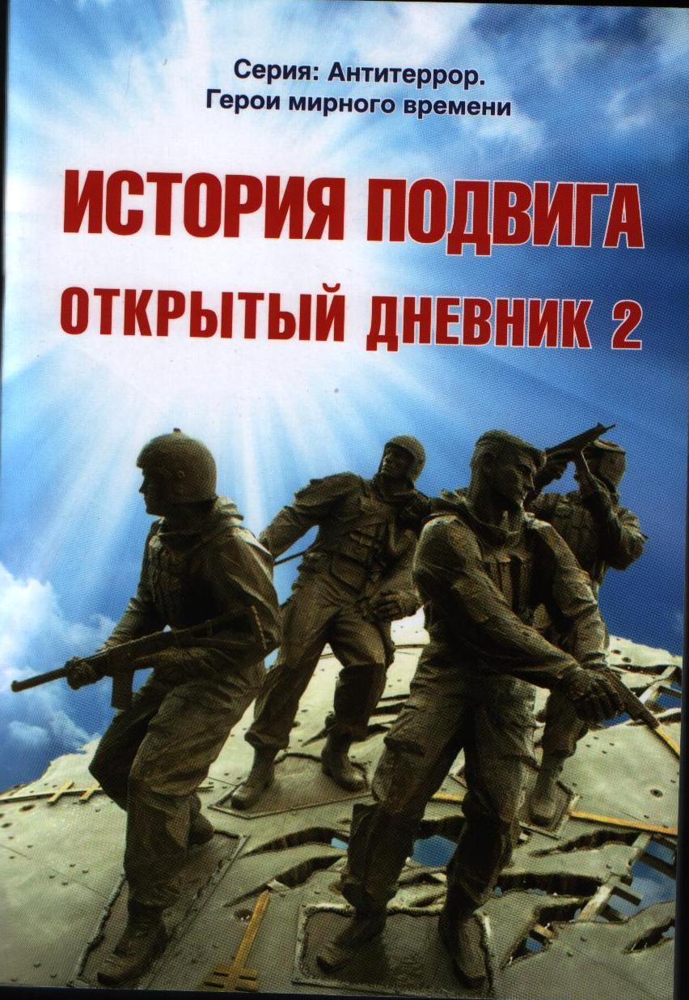 Серия: Антитеррор.
Герои мирного времени
ИСТОРИЯ ПОДВИГА
ОТКРЫТЫЙ ДНЕВНИК 2